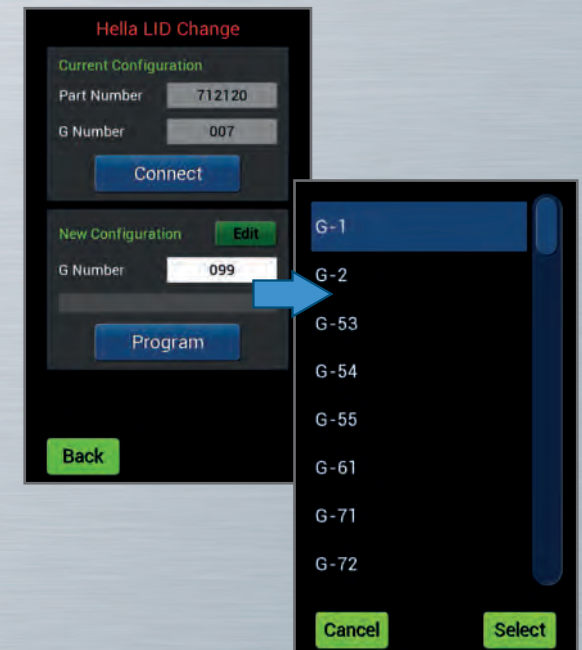 Hella LID Change
Current Configuration
Part Number 712120
G Number 007
Connect
New Configuration Edit
G Number 099
Program
Back
G-1
G-2
G-53
G-54
G-55
G-61
G-71
G-72
Cancel Select